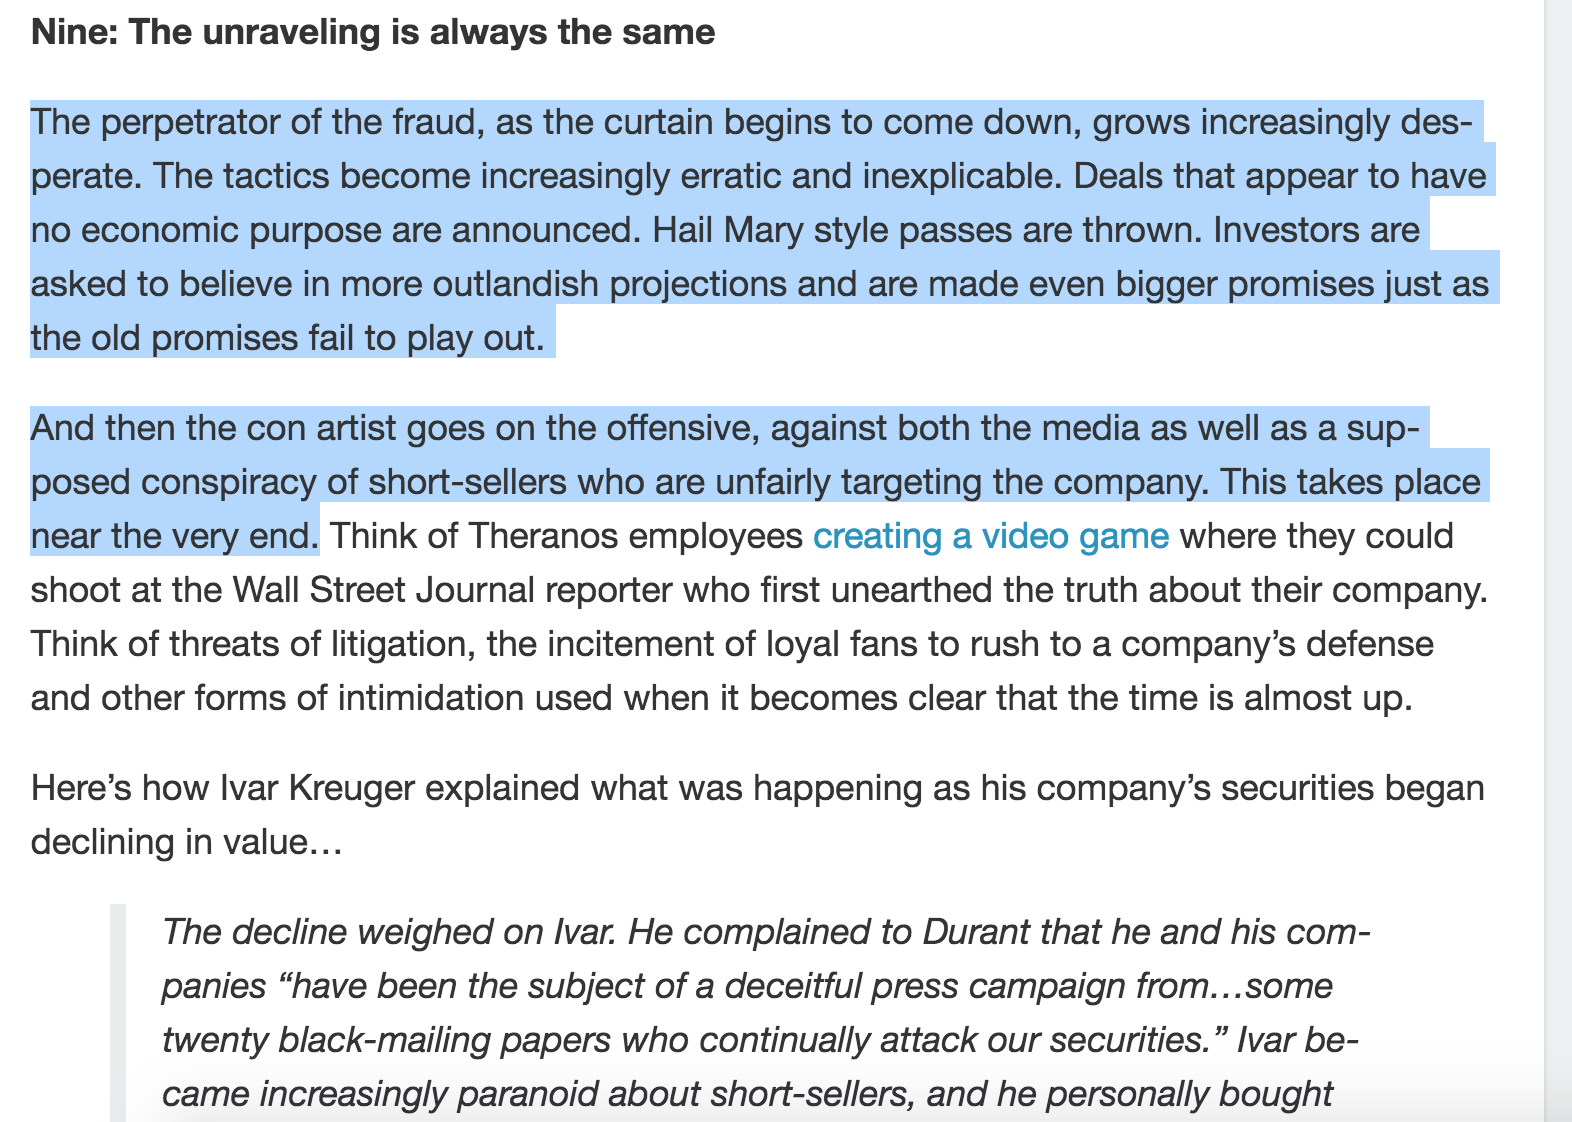 Nine: The unraveling is always the same
The perpetrator of the fraud, as the curtain begins to come down, grows increasingly des-
perate. The tactics become increasingly erratic and inexplicable. Deals that appear to have
no economic purpose are announced. Hail Mary style passes are thrown. Investors are
asked to believe in more outlandish projections and are made even bigger promises just as
the old promises fail to play out.
And then the con artist goes on the offensive, against both the media as well as a sup-
posed conspiracy of short-sellers who are unfairly targeting the company. This takes place
near the very end. Think of Theranos employees creating a video game where they could
shoot at the Wall Street Journal reporter who first unearthed the truth about their company.
Think of threats of litigation, the incitement of loyal fans to rush to a company’s defense
and other forms of intimidation used when it becomes clear that the time is almost up.
Here’s how Ivar Kreuger explained what was happening as his company’s securities began
declining in value…
The decline weighed on Ivar. He complained to Durant that he and his com-
panies “have been the subject of a deceitful press campaign from…some
twenty black-mailing papers who continually attack our securities.” Ivar be-
came increasingly paranoid about short-sellers, and he personally bought